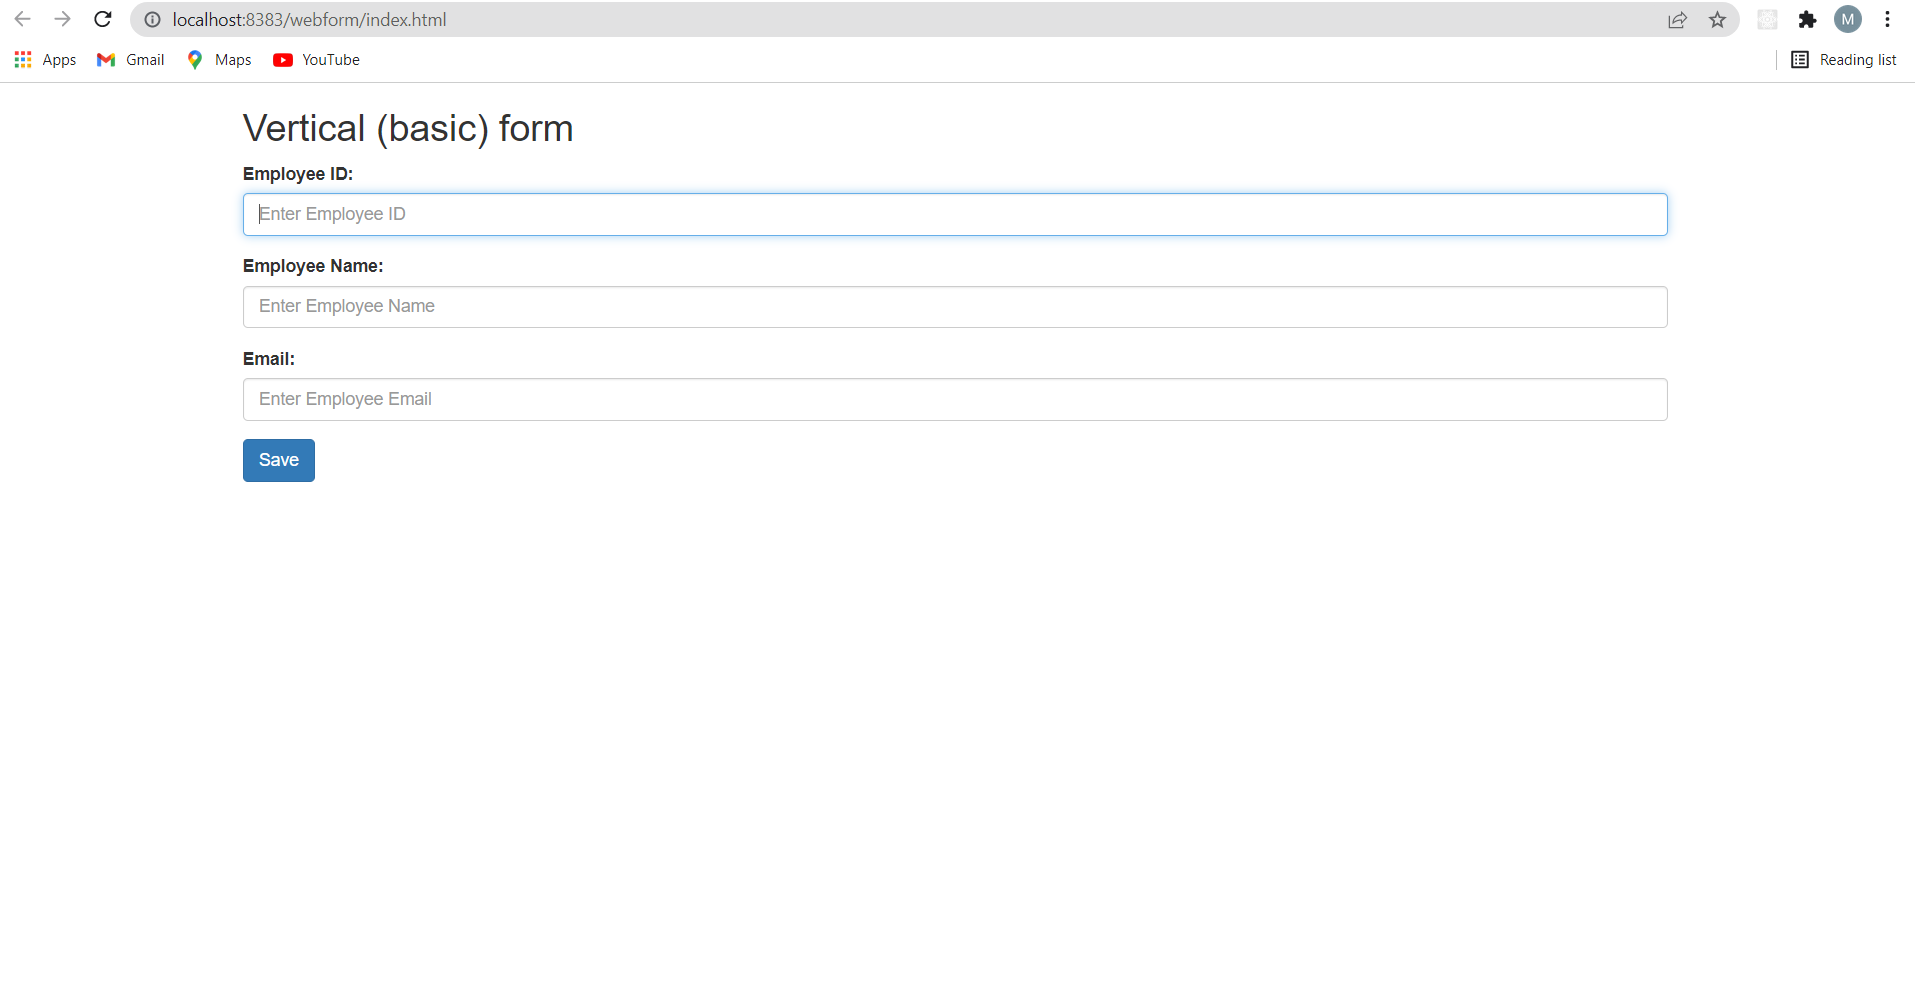 localhost:8383/webform/index.html
M
Apps Gmail Maps YouTube Reading list
Vertical (basic) form
Employee ID:
Enter Employee ID
Employee Name:
Enter Employee Name
Email:
Enter Employee Email
Save